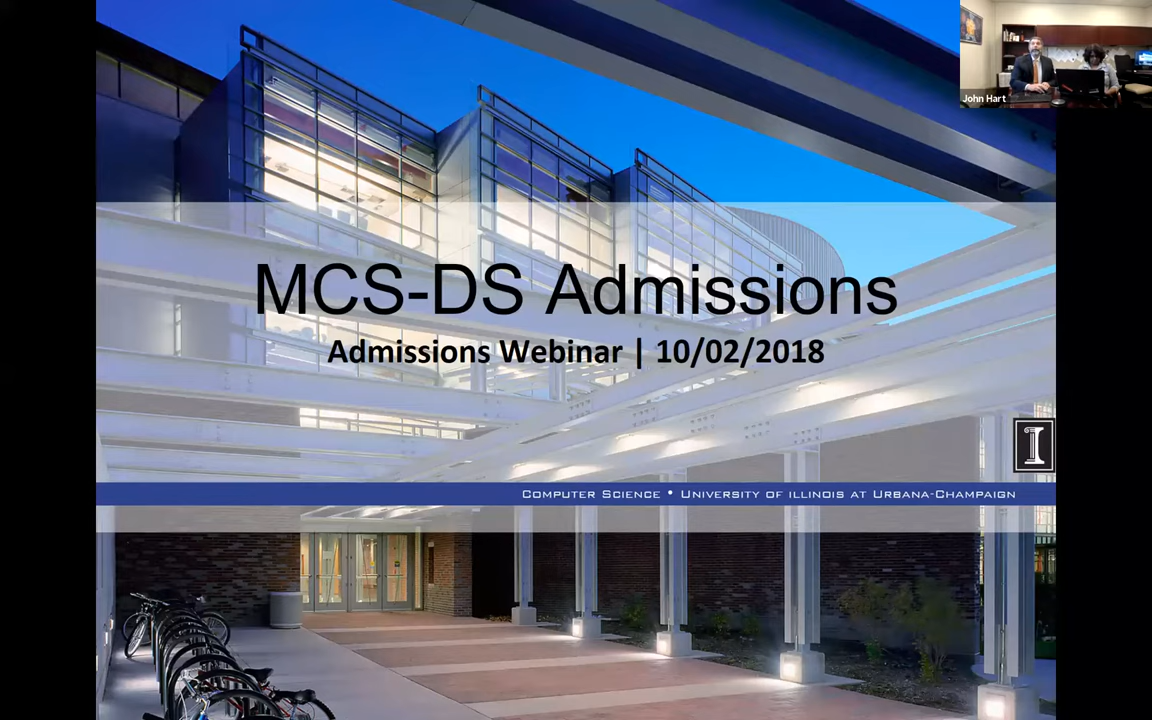 John Hart
MCS-DS Admissions
Admissions Webinar | 10/02/2018
I
Computer Science • University of Illinois at Urbana-Champaign